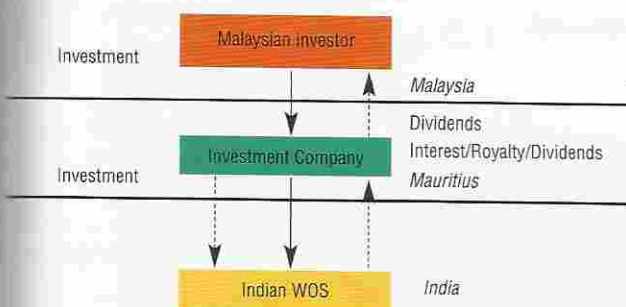 Malaysian investor
Investment
Malaysia
Dividends
Investment Company
Interest/Royalty/Dividends
Investment
Mauritius
Indian WOS
India